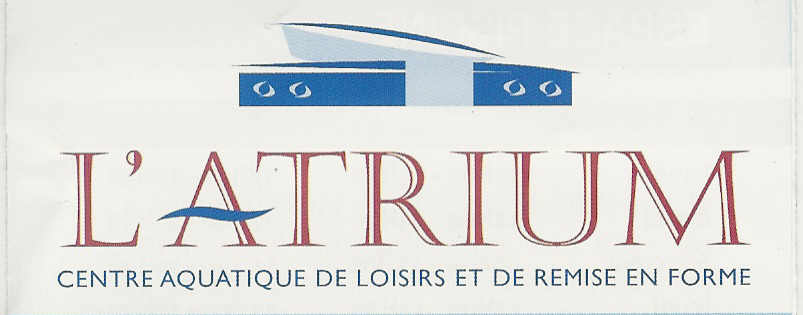 L'ATRIUM
CENTRE AQUATIQUE DE LOISIRS ET DE REMISE EN FORME